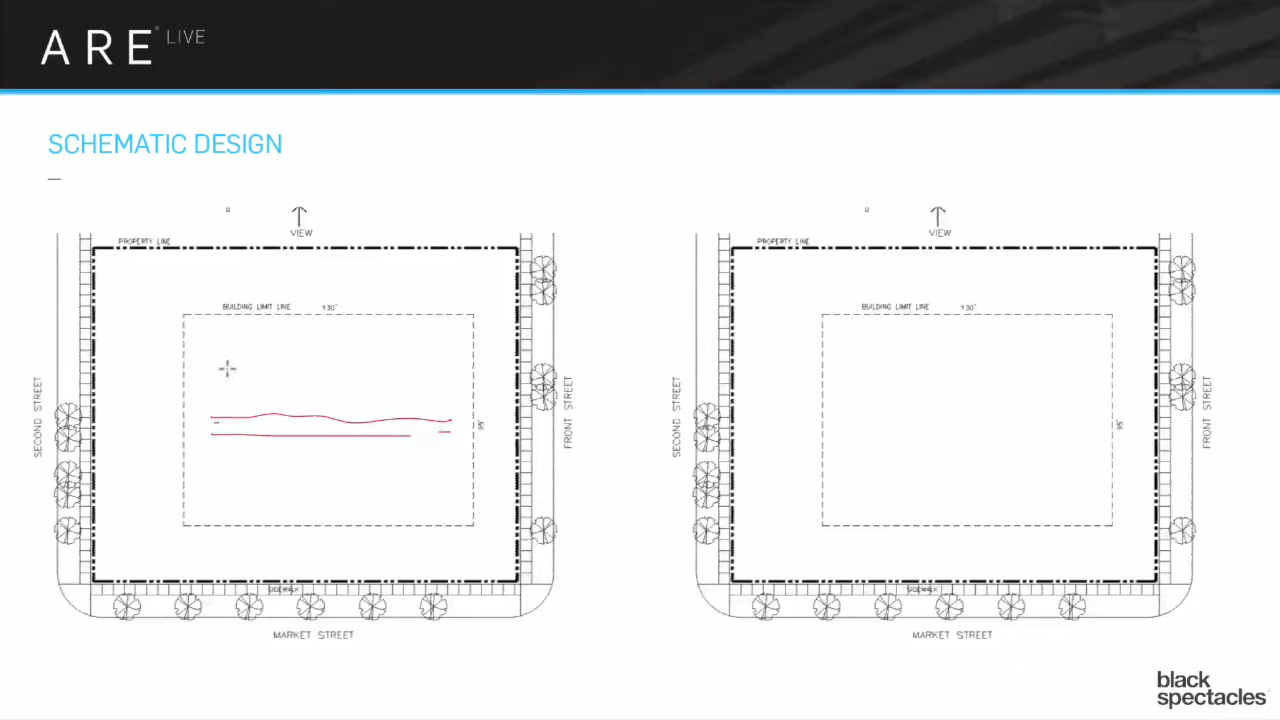 ARE® LIVE
SCHEMATIC DESIGN
VIEW
PROPERTY LINE
BUILDING LIMIT LINE 130'
95'
SECOND STREET
FRONT STREET
SIDEWALK
MARKET STREET
VIEW
PROPERTY LINE
BUILDING LIMIT LINE 130'
95'
SECOND STREET
FRONT STREET
SIDEWALK
MARKET STREET
black
spectacles